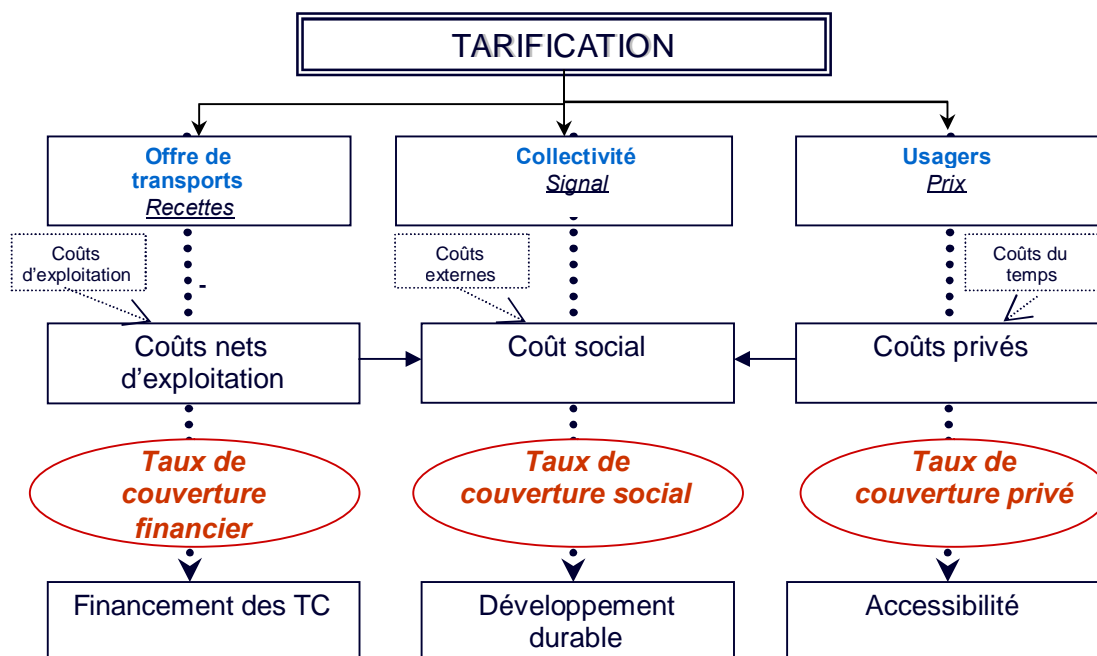 TARIFICATION
Offre de
transports
Recettes
Collectivité
Signal
Usagers
Prix
Coûts
d'exploitation
-
Coûts
externes
Coûts du
temps
Coûts nets
d'exploitation
Coût social
Coûts privés
Taux de
couverture
financier
Taux de
couverture social
Taux de
couverture privé
Financement des TC
Développement
durable
Accessibilité